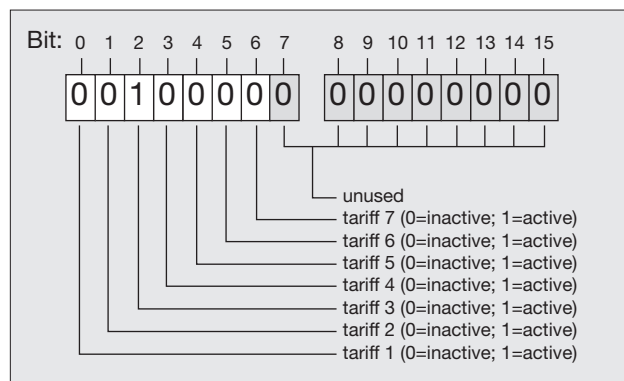 Bit: 0 1 2 3 4 5 6 7 8 9 10 11 12 13 14 15
0 0 1 0 0 0 0 0 0 0 0 0 0 0 0 0
unused
tariff 7 (0=inactive; 1=active)
tariff 6 (0=inactive; 1=active)
tariff 5 (0=inactive; 1=active)
tariff 4 (0=inactive; 1=active)
tariff 3 (0=inactive; 1=active)
tariff 2 (0=inactive; 1=active)
tariff 1 (0=inactive; 1=active)